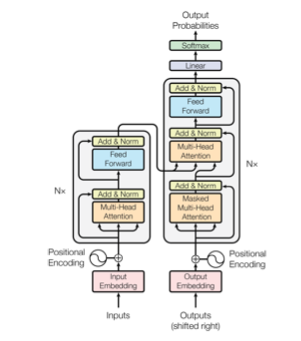 Output
Probabilities
Softmax
Linear
Add & Norm
Feed
Forward
Add & Norm
Multi-Head
Attention
Add & Norm
Masked
Multi-Head
Attention
N×
Add & Norm
Feed
Forward
Add & Norm
Multi-Head
Attention
N×
Positional
Encoding
Positional
Encoding
Input
Embedding
Output
Embedding
Inputs
Outputs
(shifted right)